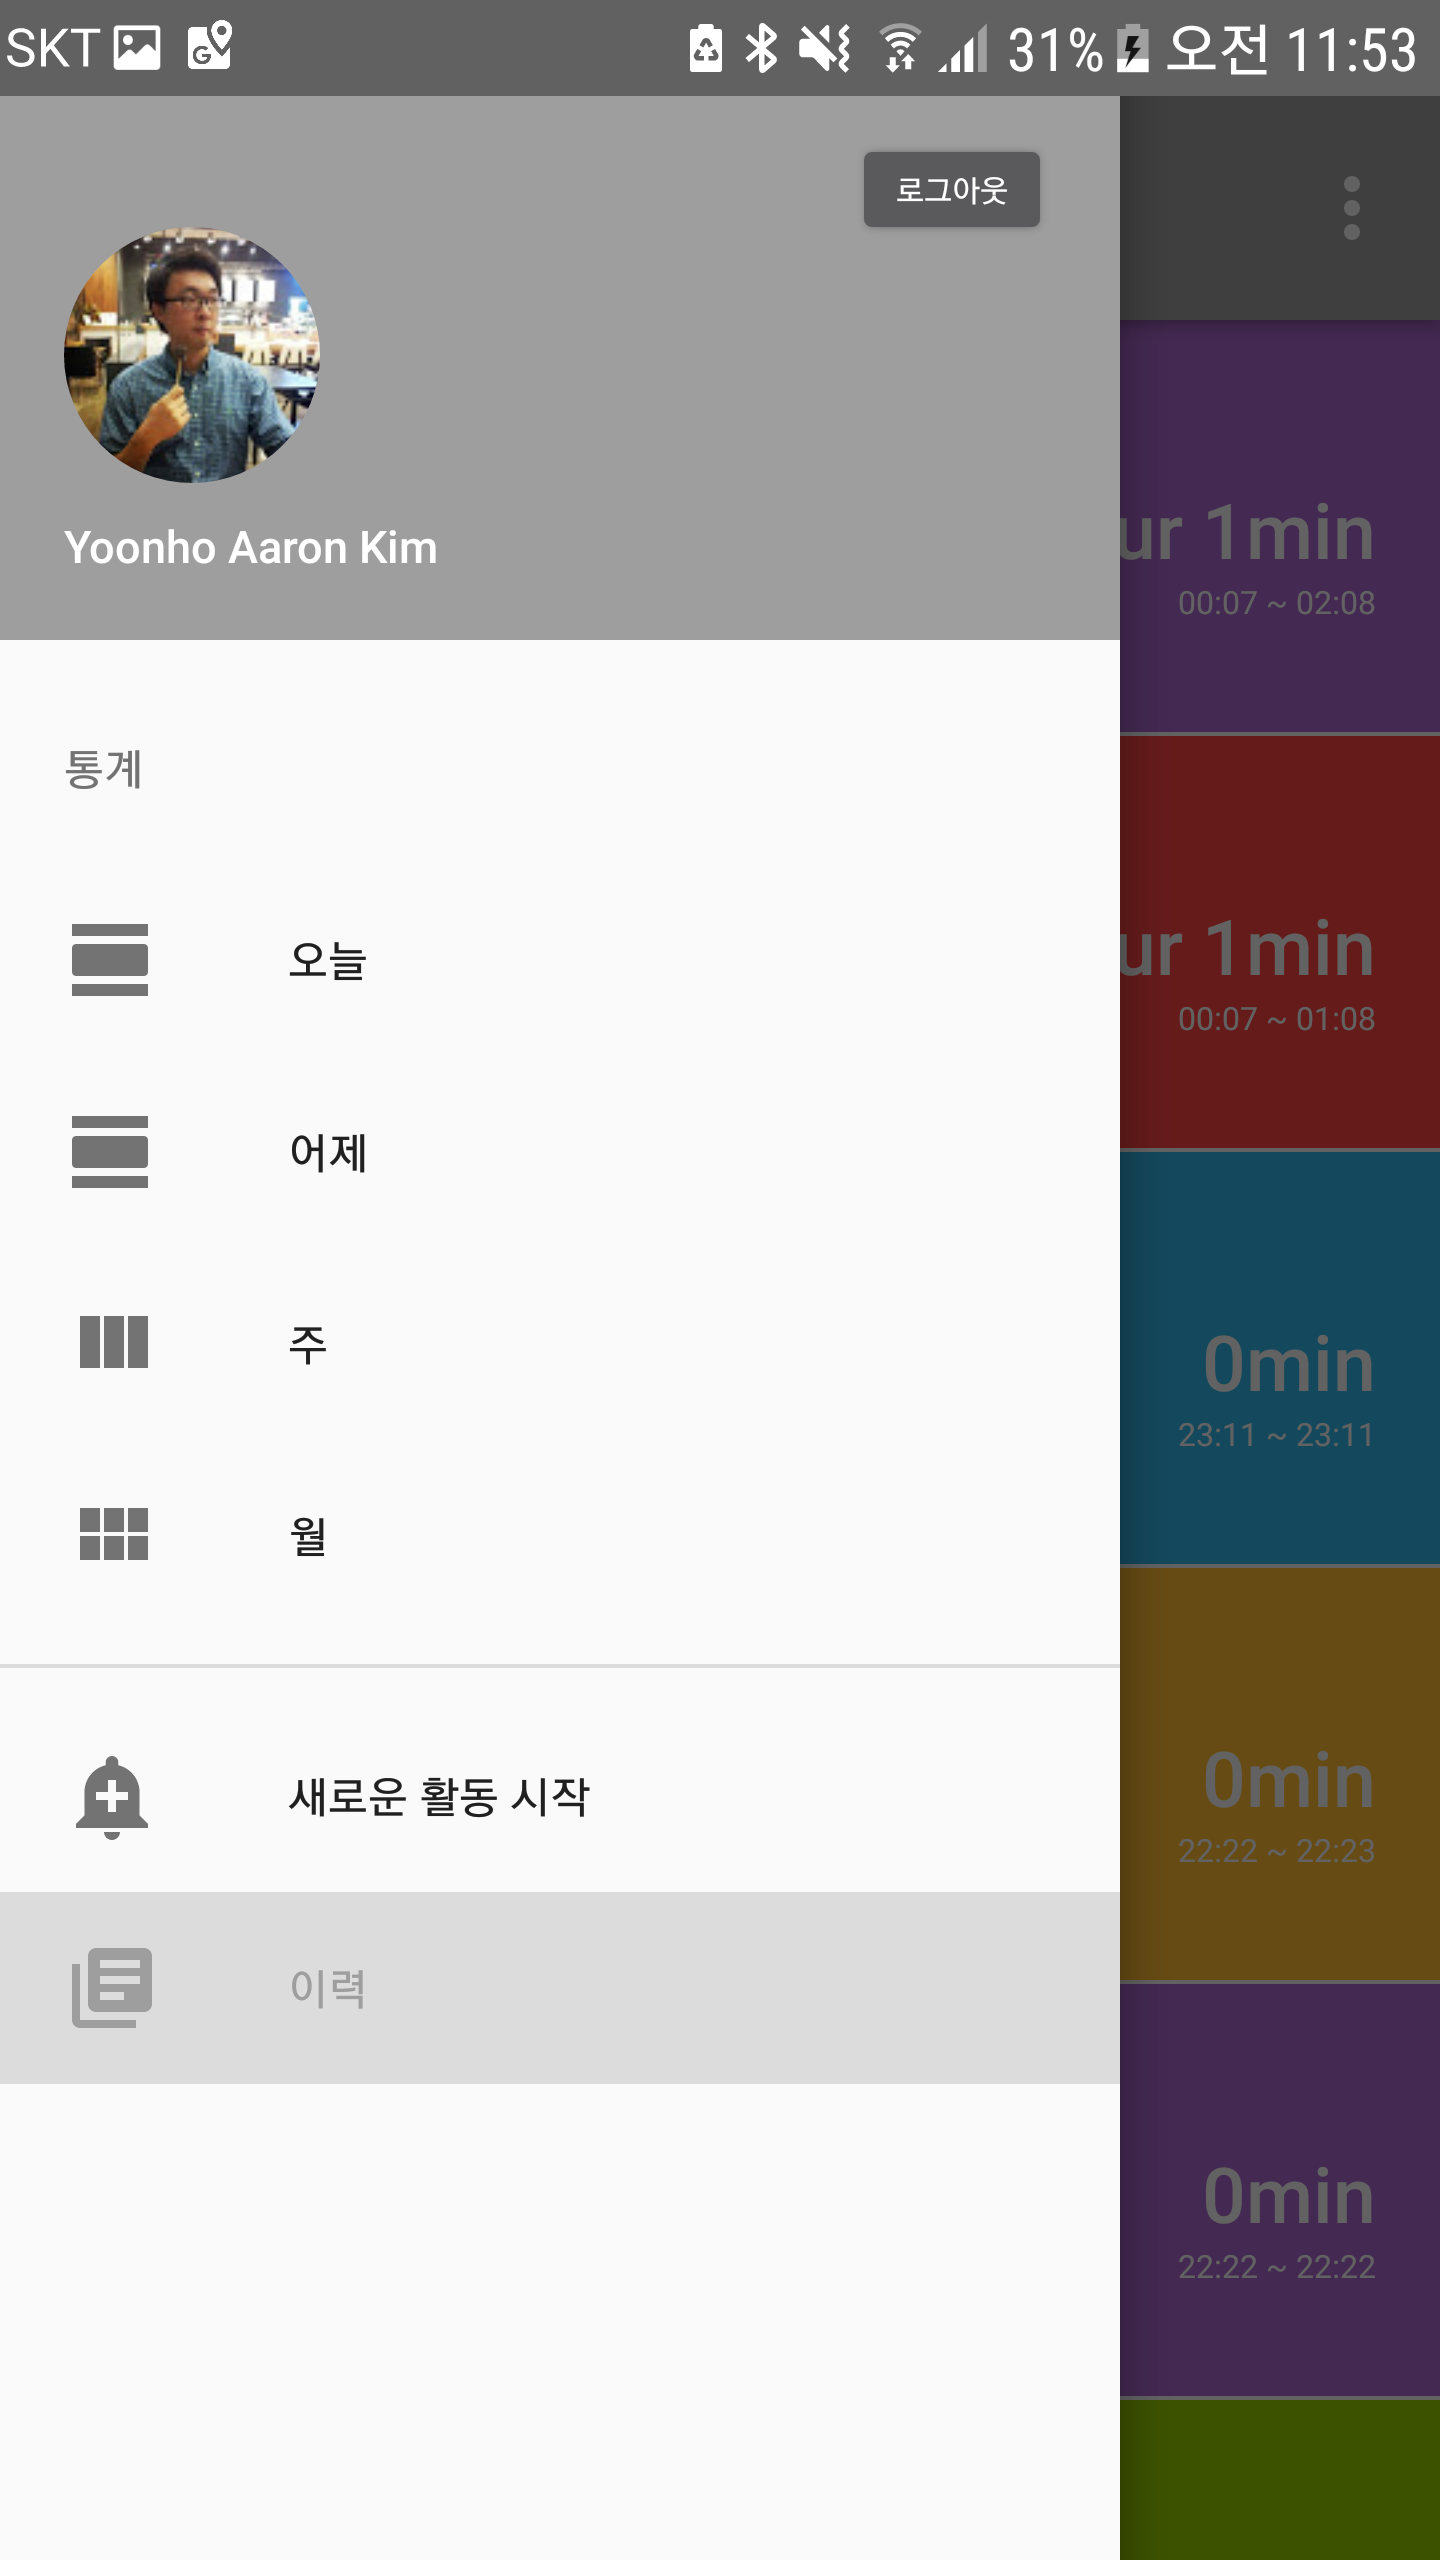 SKT 31% 오전 11:53
로그아웃
Yoonho Aaron Kim
통계
오늘
어제
주
월
새로운 활동 시작
이력
ur 1min
00:07 ~ 02:08
ur 1min
00:07 ~ 01:08
0min
23:11 ~ 23:11
0min
22:22 ~ 22:23
0min
22:22 ~ 22:22